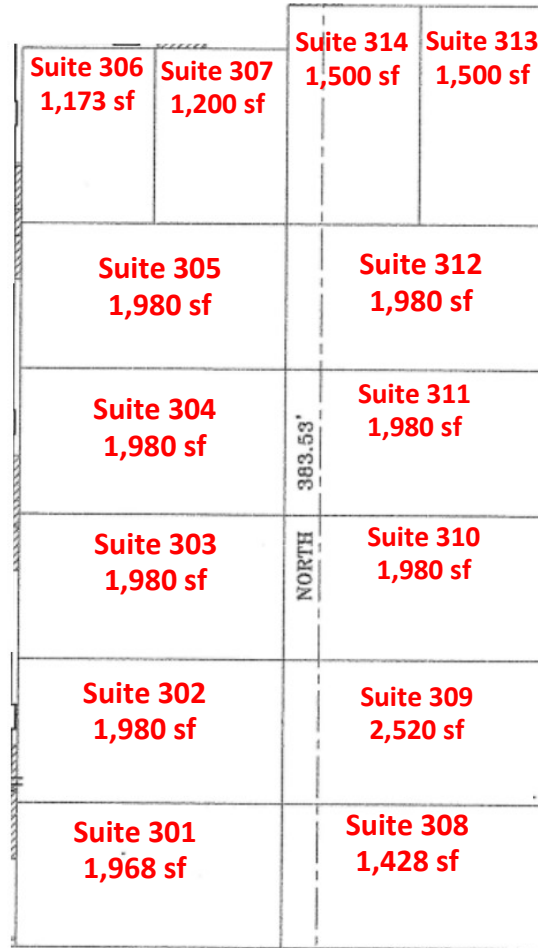 Suite 306
1,173 sf
Suite 307
1,200 sf
Suite 314
1,500 sf
Suite 313
1,500 sf
Suite 305
1,980 sf
Suite 312
1,980 sf
Suite 304
1,980 sf
Suite 311
1,980 sf
NORTH 383.53'
Suite 303
1,980 sf
Suite 310
1,980 sf
Suite 302
1,980 sf
Suite 309
2,520 sf
Suite 301
1,968 sf
Suite 308
1,428 sf